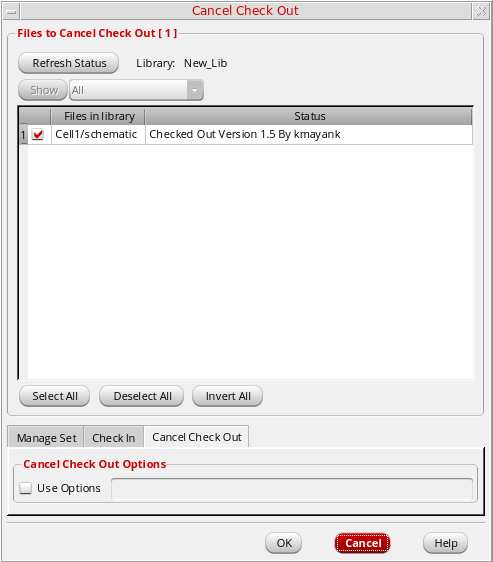 Cancel Check Out
Files to Cancel Check Out [ 1 ]
Refresh Status Library: New_Lib
Show All
Files in library Status
1 Cell1/schematic Checked Out Version 1.5 By kmayank
Select All Deselect All Invert All
Manage Set Check In Cancel Check Out
Cancel Check Out Options
Use Options
OK Cancel Help